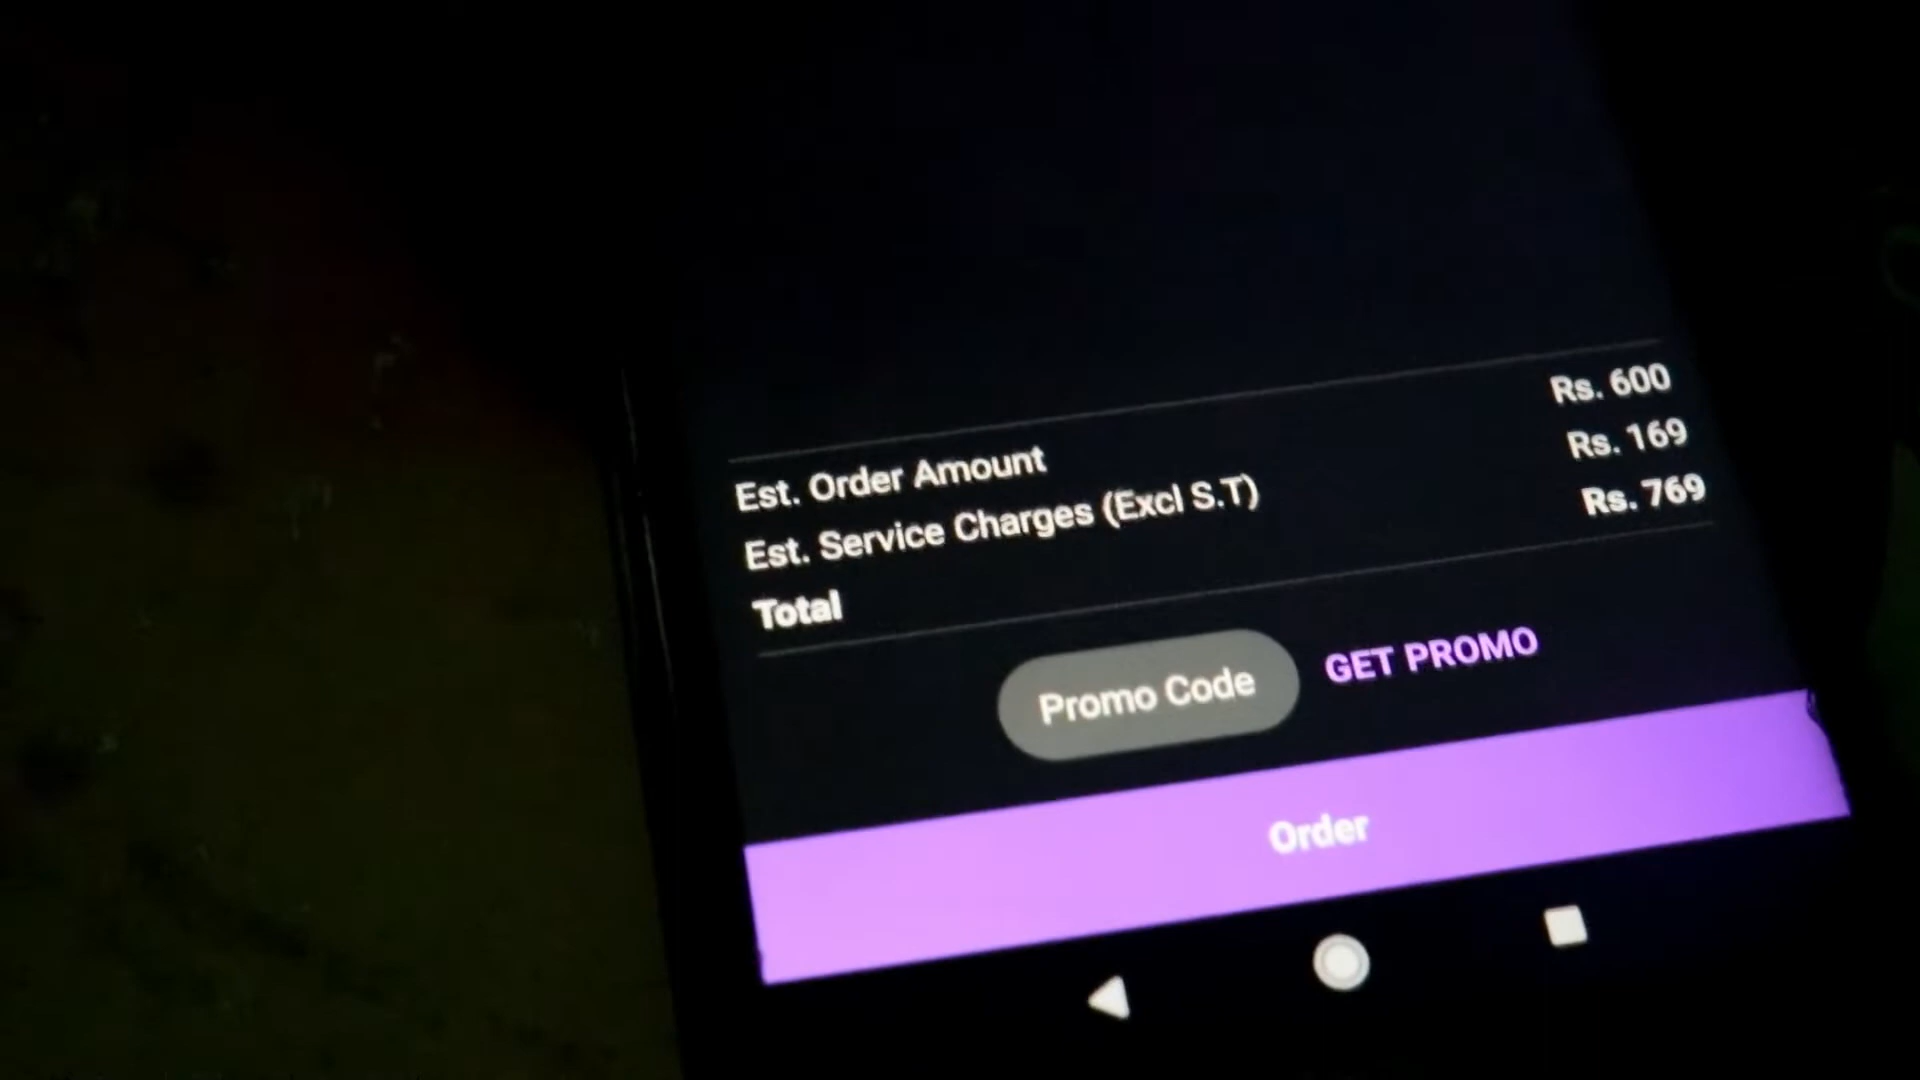 Est. Order Amount Rs. 600
Est. Service Charges (Excl S.T) Rs. 169
Total Rs. 769
Promo Code GET PROMO
Order